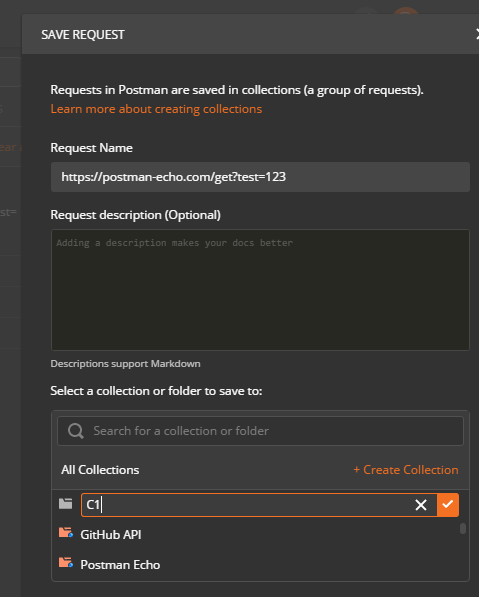 SAVE REQUEST
Requests in Postman are saved in collections (a group of requests).
Learn more about creating collections
Request Name
https://postman-echo.com/get?test=123
Request description (Optional)
Adding a description makes your docs better
Descriptions support Markdown
Select a collection or folder to save to:
Search for a collection or folder
All Collections
+ Create Collection
C1
GitHub API
Postman Echo